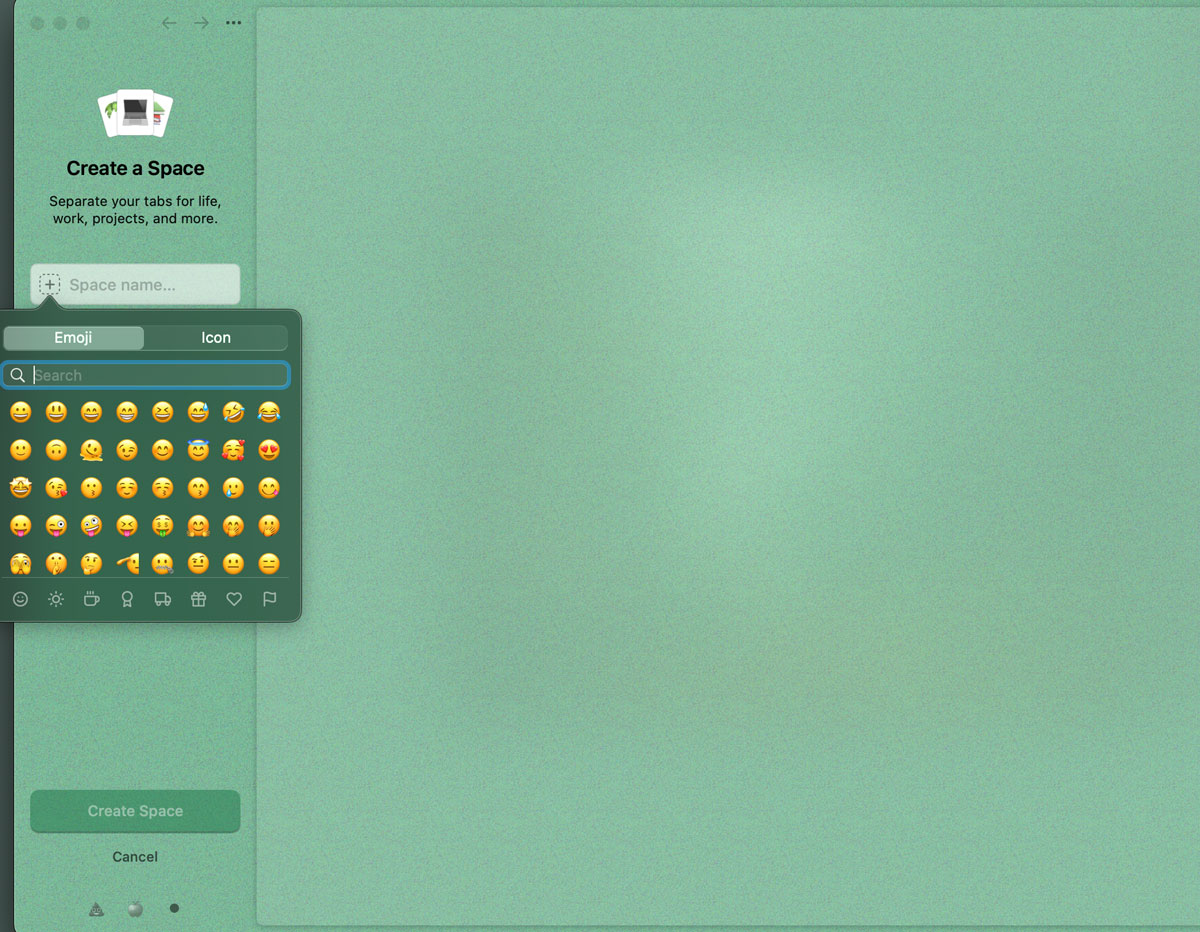 Create a Space
Separate your tabs for life,
work, projects, and more.
Space name...
Emoji
Icon
Search
Create Space
Cancel